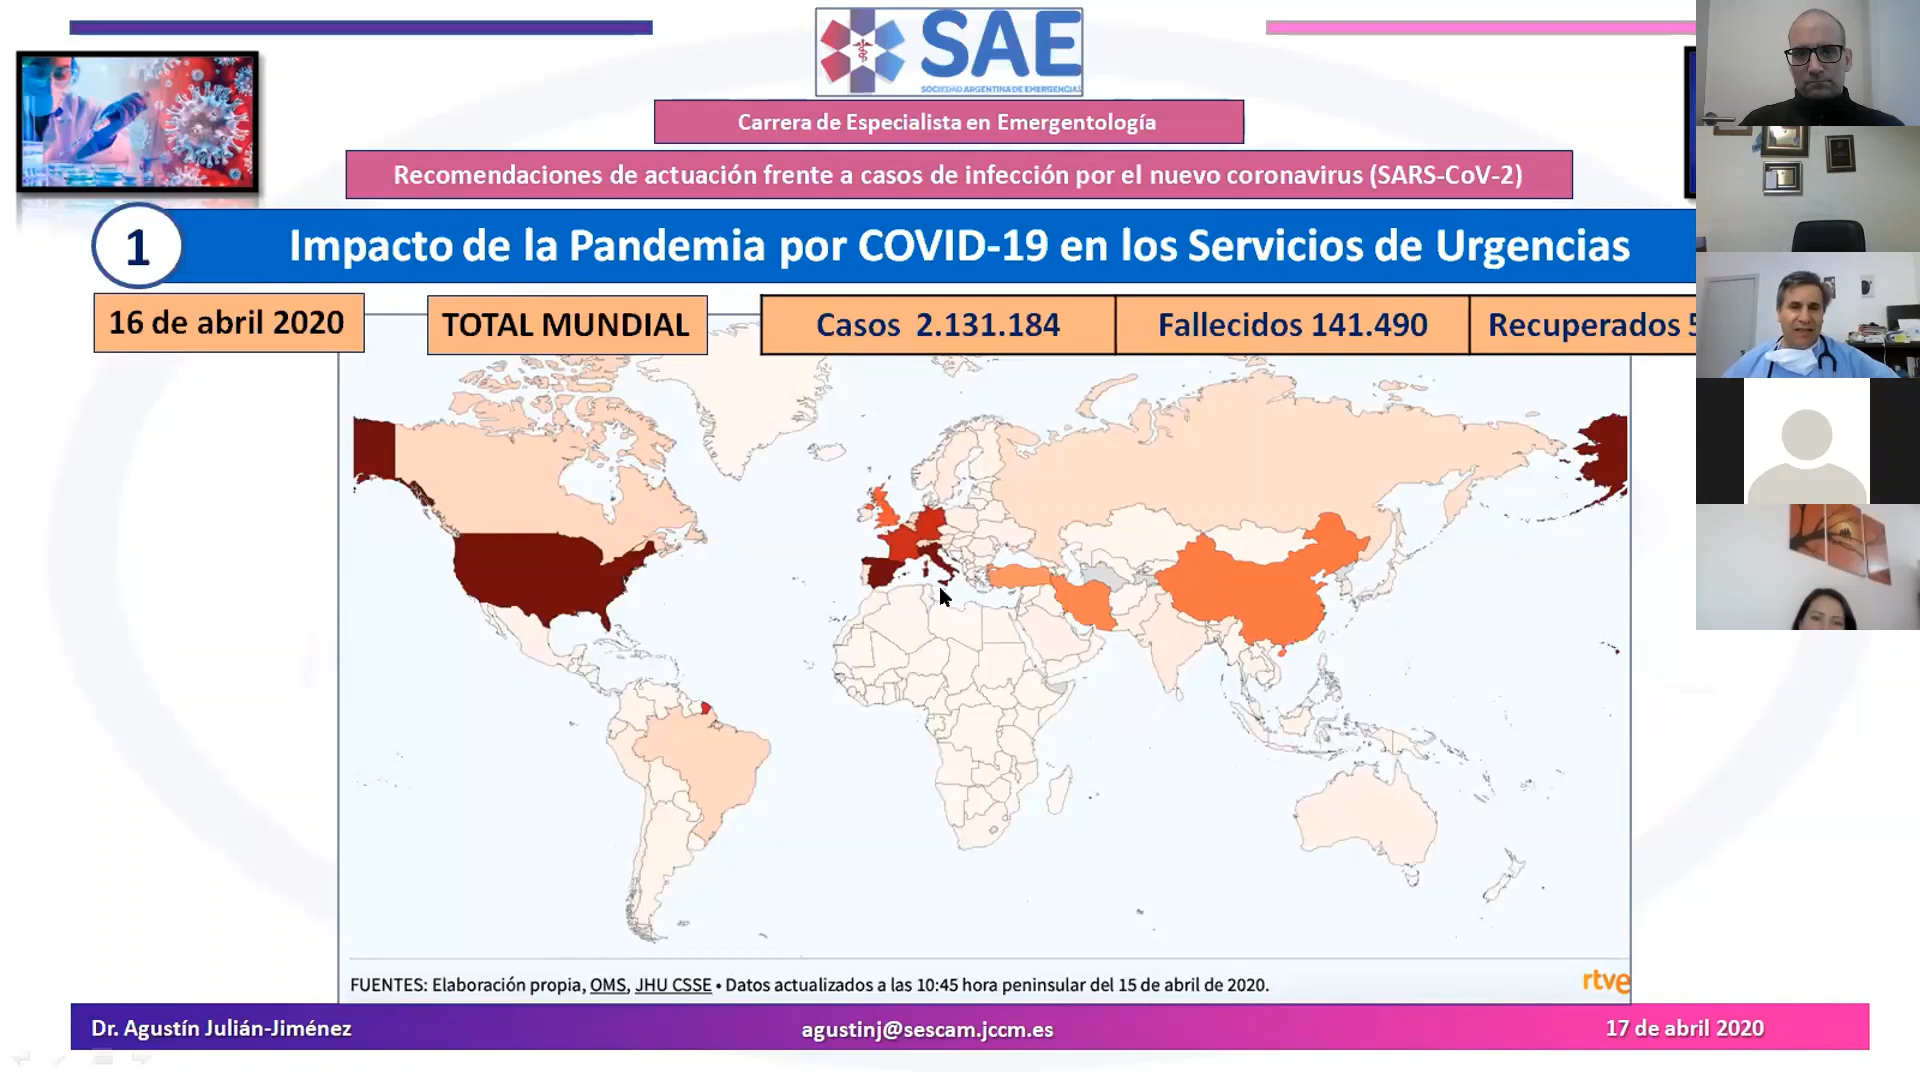 SAE
SOCIEDAD ARGENTINA DE EMERGENCIAS
Carrera de Especialista en Emergentología
Recomendaciones de actuación frente a casos de infección por el nuevo coronavirus (SARS-CoV-2)
1
Impacto de la Pandemia por COVID-19 en los Servicios de Urgencias
16 de abril 2020
TOTAL MUNDIAL
Casos 2.131.184
Fallecidos 141.490
Recuperados 5
FUENTES: Elaboración propia, OMS, JHU CSSE • Datos actualizados a las 10:45 hora peninsular del 15 de abril de 2020.
rtve
Dr. Agustín Julián-Jiménez
agustinj@sescam.jccm.es
17 de abril 2020